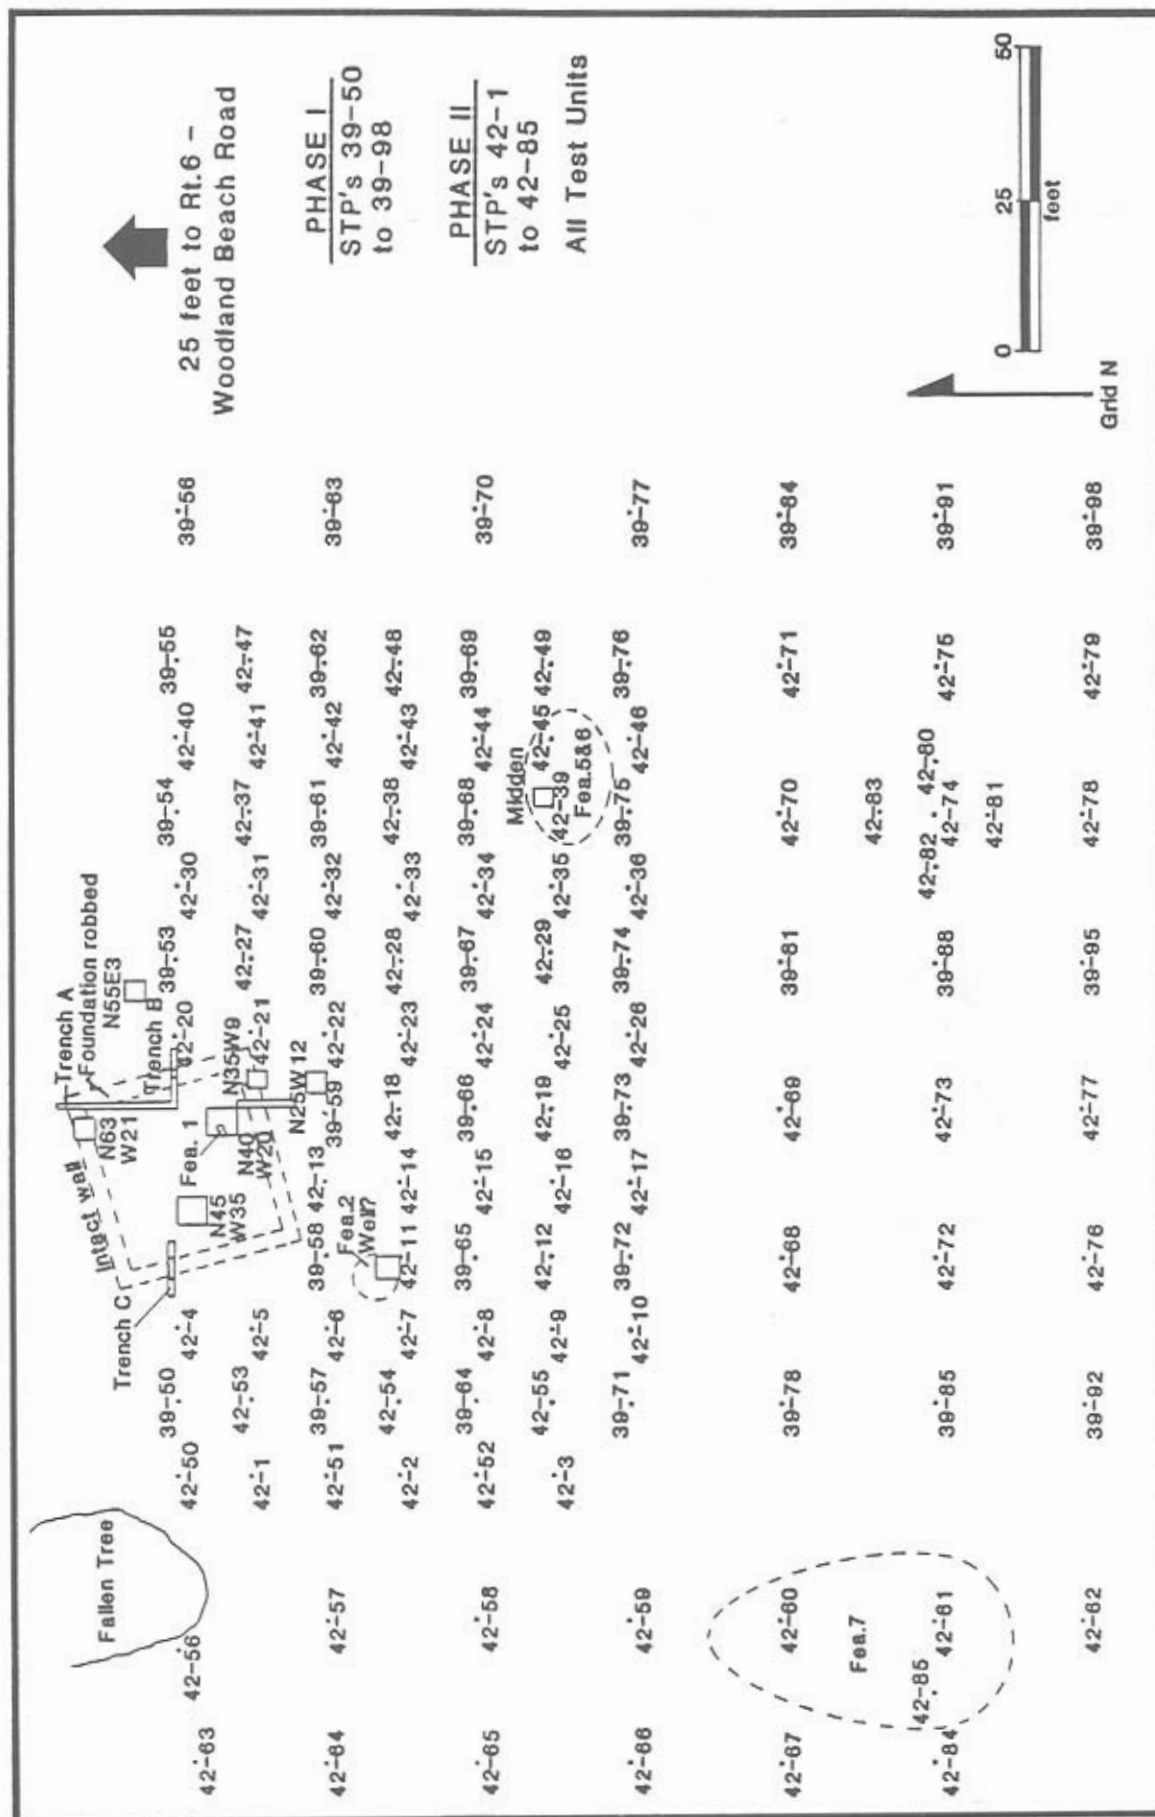 Fallen Tree
Intact wall
N63
W21
Trench A
Foundation robbed
N55E3
Trench C
Trench B
25 feet to Rt.6 –
Woodland Beach Road
42-63 42-56 42-50 39-50 42-4 42-20 39-53 42-30 39-54 42-40 39-55 39-56
N45
W35
Fea. 1
N35W9
42-1 42-53 42-5 42-21 42-27 42-31 42-37 42-41 42-47
N40
W20
N25W12
42-64 42-57 42-51 39-57 42-6 39-58 42-13 39-59 42-22 39-60 42-32 39-61 42-42 39-62 39-63
PHASE I
STP's 39-50
to 39-98
Fea.2
Well?
42-2 42-54 42-7 42-11 42-14 42-18 42-23 42-28 42-33 42-38 42-43 42-48
42-65 42-58 42-52 39-64 42-8 39-65 42-15 39-66 42-24 39-67 42-34 39-68 42-44 39-69 39-70
PHASE II
STP's 42-1
to 42-85
All Test Units
Midden
42-3 42-55 42-9 42-12 42-16 42-19 42-25 42-29 42-35 42-39 42-45 42-49
Fea.5&6
42-66 42-59 39-71 42-10 39-72 42-17 39-73 42-26 39-74 42-36 39-75 42-46 39-76 39-77
42-67 42-60 39-78 42-68 42-69 39-81 42-70 42-71 39-84
Fea.7
42-83
42-85 42-82 42-80
42-84 42-61 39-85 42-72 42-73 39-88 42-74 42-75 39-91
42-81
42-62 39-92 42-76 42-77 39-95 42-78 42-79 39-98
Grid N
0 25 50
feet